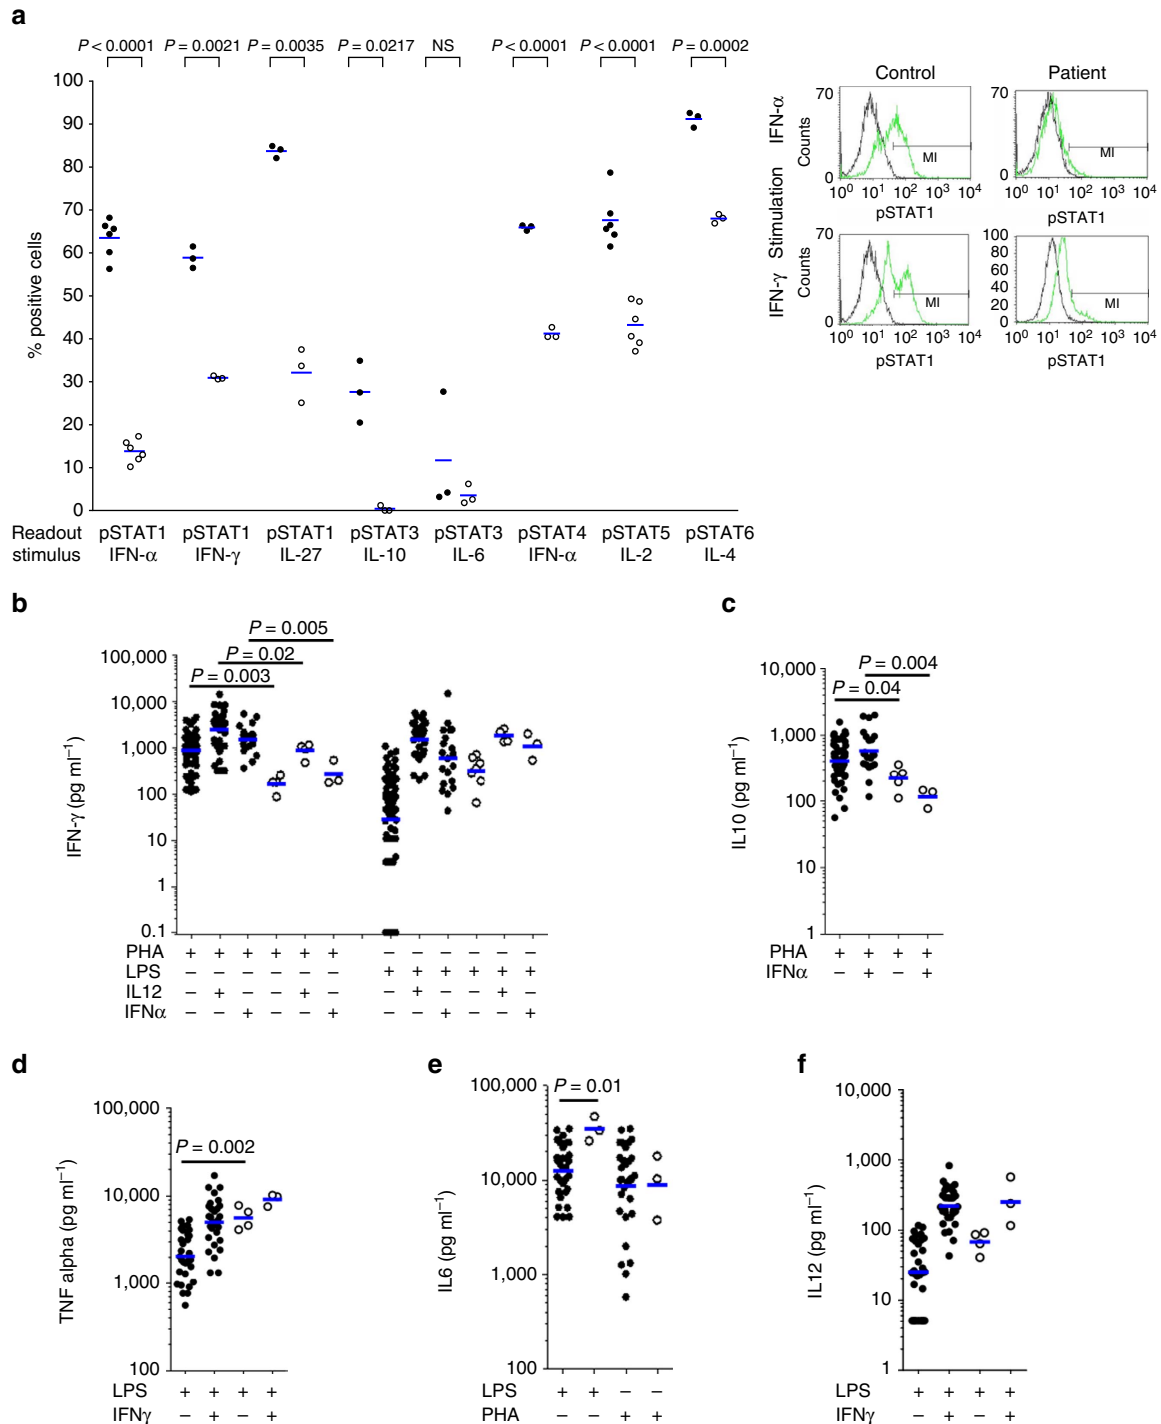 a
P < 0.0001 P = 0.0021 P = 0.0035 P = 0.0217 NS P < 0.0001 P < 0.0001 P = 0.0002
100
90
80
70
60
50
40
30
20
10
0
% positive cells
Readout pSTAT1 pSTAT1 pSTAT1 pSTAT3 pSTAT3 pSTAT4 pSTAT5 pSTAT6
stimulus IFN-α IFN-γ IL-27 IL-10 IL-6 IFN-α IL-2 IL-4
Control Patient
Stimulation
IFN-α
70
Counts
0
MI
10⁰ 10¹ 10² 10³ 10⁴
pSTAT1
70
0
MI
10⁰ 10¹ 10² 10³ 10⁴
pSTAT1
IFN-γ
70
Counts
0
MI
10⁰ 10¹ 10² 10³ 10⁴
pSTAT1
100
80
60
40
20
0
MI
10⁰ 10¹ 10² 10³ 10⁴
pSTAT1
b
P = 0.005
P = 0.02
P = 0.003
100,000
10,000
1,000
100
10
1
0.1
IFN-γ (pg ml⁻¹)
PHA + + + + + + – – – – – –
LPS – – – – – – + + + + + +
IL12 – + – – + – – + – – + –
IFNα – – + – – + – – + – – +
c
P = 0.004
P = 0.04
10,000
1,000
100
10
1
IL10 (pg ml⁻¹)
PHA + + + +
IFNα – + – +
d
P = 0.002
100,000
10,000
1,000
100
TNF alpha (pg ml⁻¹)
LPS + + + +
IFNγ – + – +
e
P = 0.01
100,000
10,000
1,000
100
IL6 (pg ml⁻¹)
LPS + + – –
PHA – – + +
f
10,000
1,000
100
10
1
IL12 (pg ml⁻¹)
LPS + + + +
IFNγ – + – +